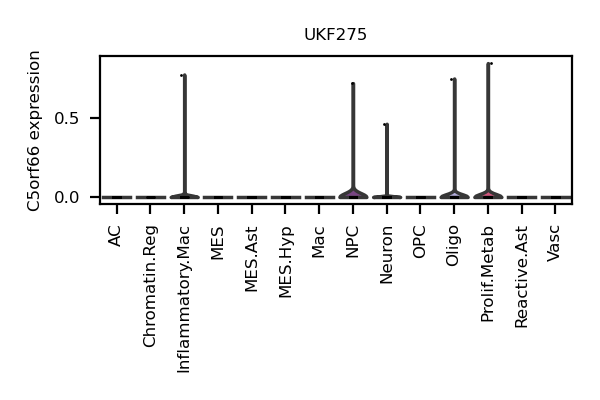 UKF275
C5orf66 expression
0.5
0.0
AC
Chromatin.Reg
Inflammatory.Mac
MES
MES.Ast
MES.Hyp
Mac
NPC
Neuron
OPC
Oligo
Prolif.Metab
Reactive.Ast
Vasc